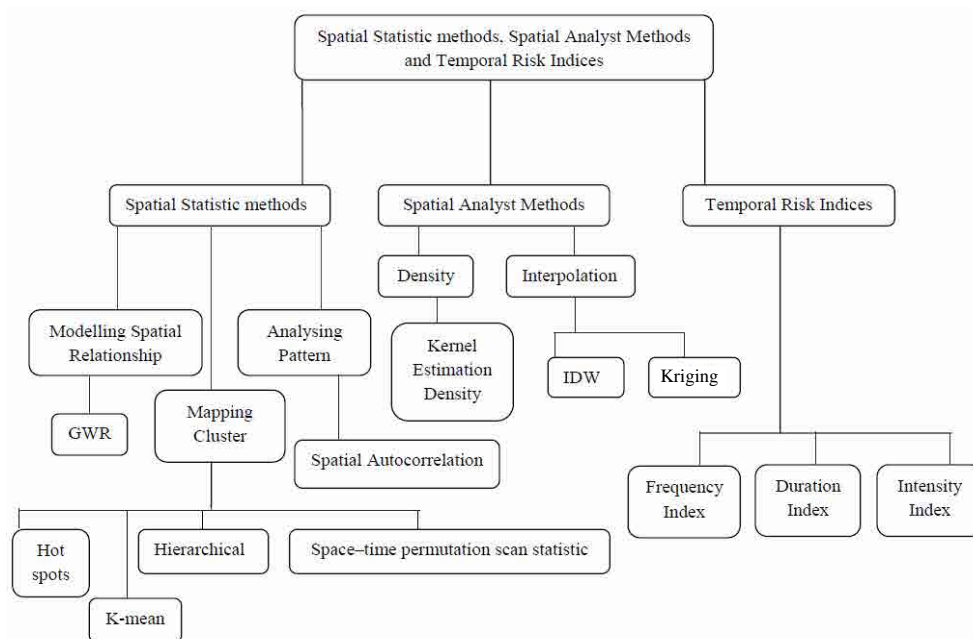 Spatial Statistic methods, Spatial Analyst Methods
and Temporal Risk Indices
Spatial Statistic methods
Spatial Analyst Methods
Temporal Risk Indices
Density
Interpolation
Modelling Spatial
Relationship
Analysing
Pattern
Kernel
Estimation
Density
IDW
Kriging
GWR
Mapping
Cluster
Spatial Autocorrelation
Frequency
Index
Duration
Index
Intensity
Index
Hot
spots
Hierarchical
Space–time permutation scan statistic
K-mean